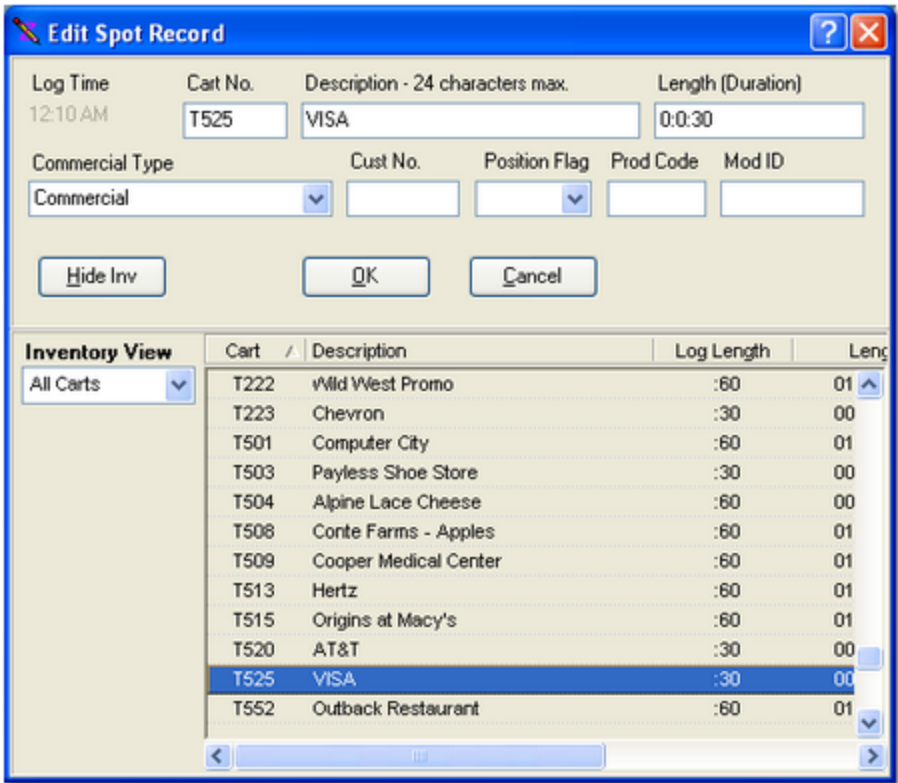 Edit Spot Record
Log Time Cart No. Description - 24 characters max. Length (Duration)
12:10 AM T525 VISA 0:0:30
Commercial Type Cust No. Position Flag Prod Code Mod ID
Commercial
Hide Inv OK Cancel
Inventory View Cart Description Log Length Leng
All Carts T222 Wild West Promo :60 01
T223 Chevron :30 00
T501 Computer City :60 01
T503 Payless Shoe Store :30 00
T504 Alpine Lace Cheese :60 00
T508 Conte Farms - Apples :60 01
T509 Cooper Medical Center :60 01
T513 Hertz :60 01
T515 Origins at Macy's :60 01
T520 AT&T :30 00
T525 VISA :30 00
T552 Outback Restaurant :60 01